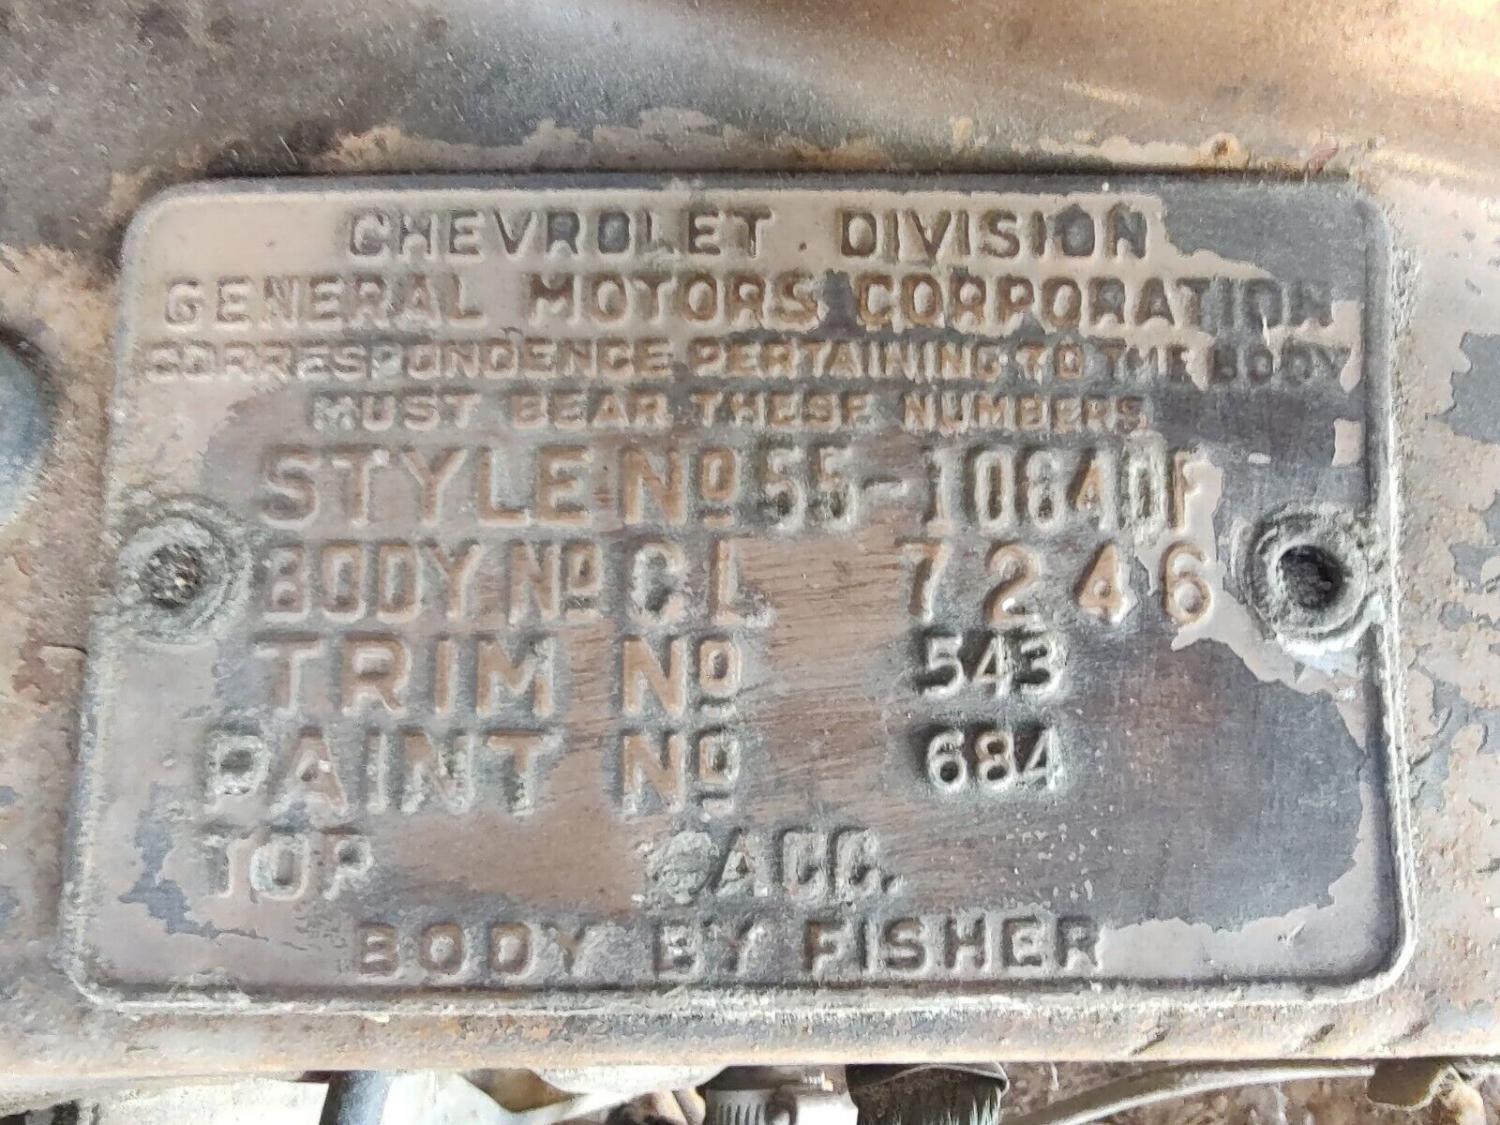 CHEVROLET DIVISION
GENERAL MOTORS CORPORATION
CORRESPONDENCE PERTAINING TO THE BODY
MUST BEAR THESE NUMBERS
STYLE No 55-1064DF
BODY No CL 7246
TRIM No 543
PAINT No 684
TOP ACC.
BODY BY FISHER